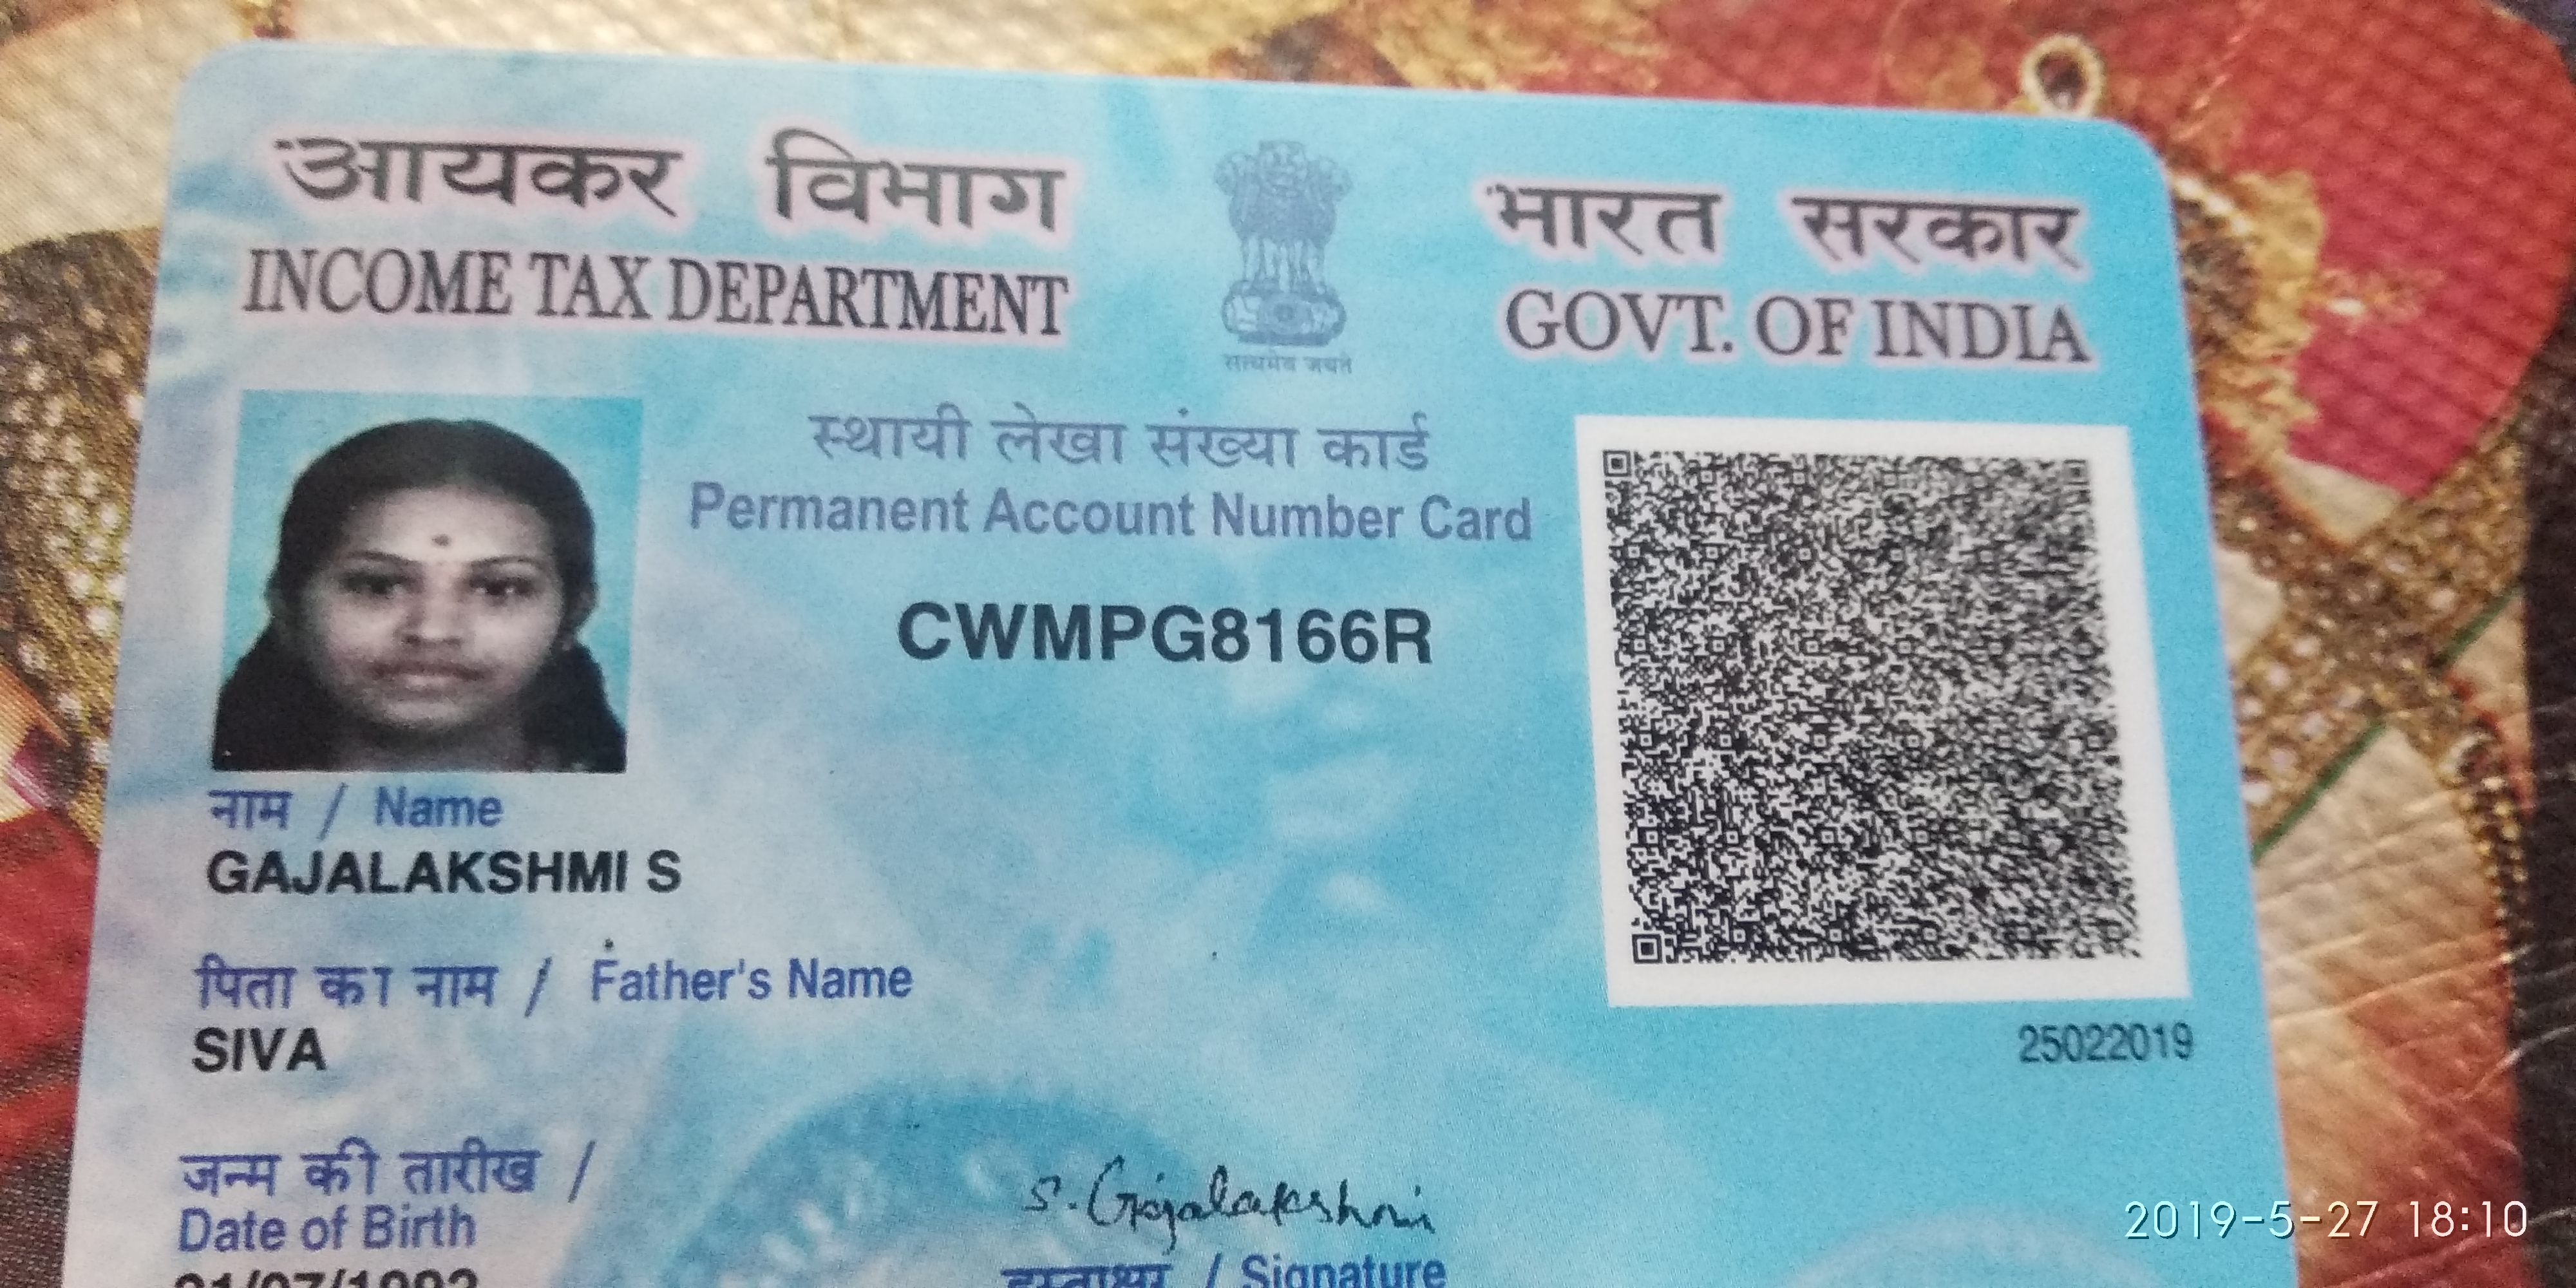 आयकर विभाग
INCOME TAX DEPARTMENT
सत्यमेव जयते
भारत सरकार
GOVT. OF INDIA
स्थायी लेखा संख्या कार्ड
Permanent Account Number Card
CWMPG8166R
नाम / Name
GAJALAKSHMI S
पिता का नाम / Father's Name
SIVA
25022019
जन्म की तारीख /
Date of Birth
S. Gajalakshmi
हस्ताक्षर / Signature
2019-5-27 18:10